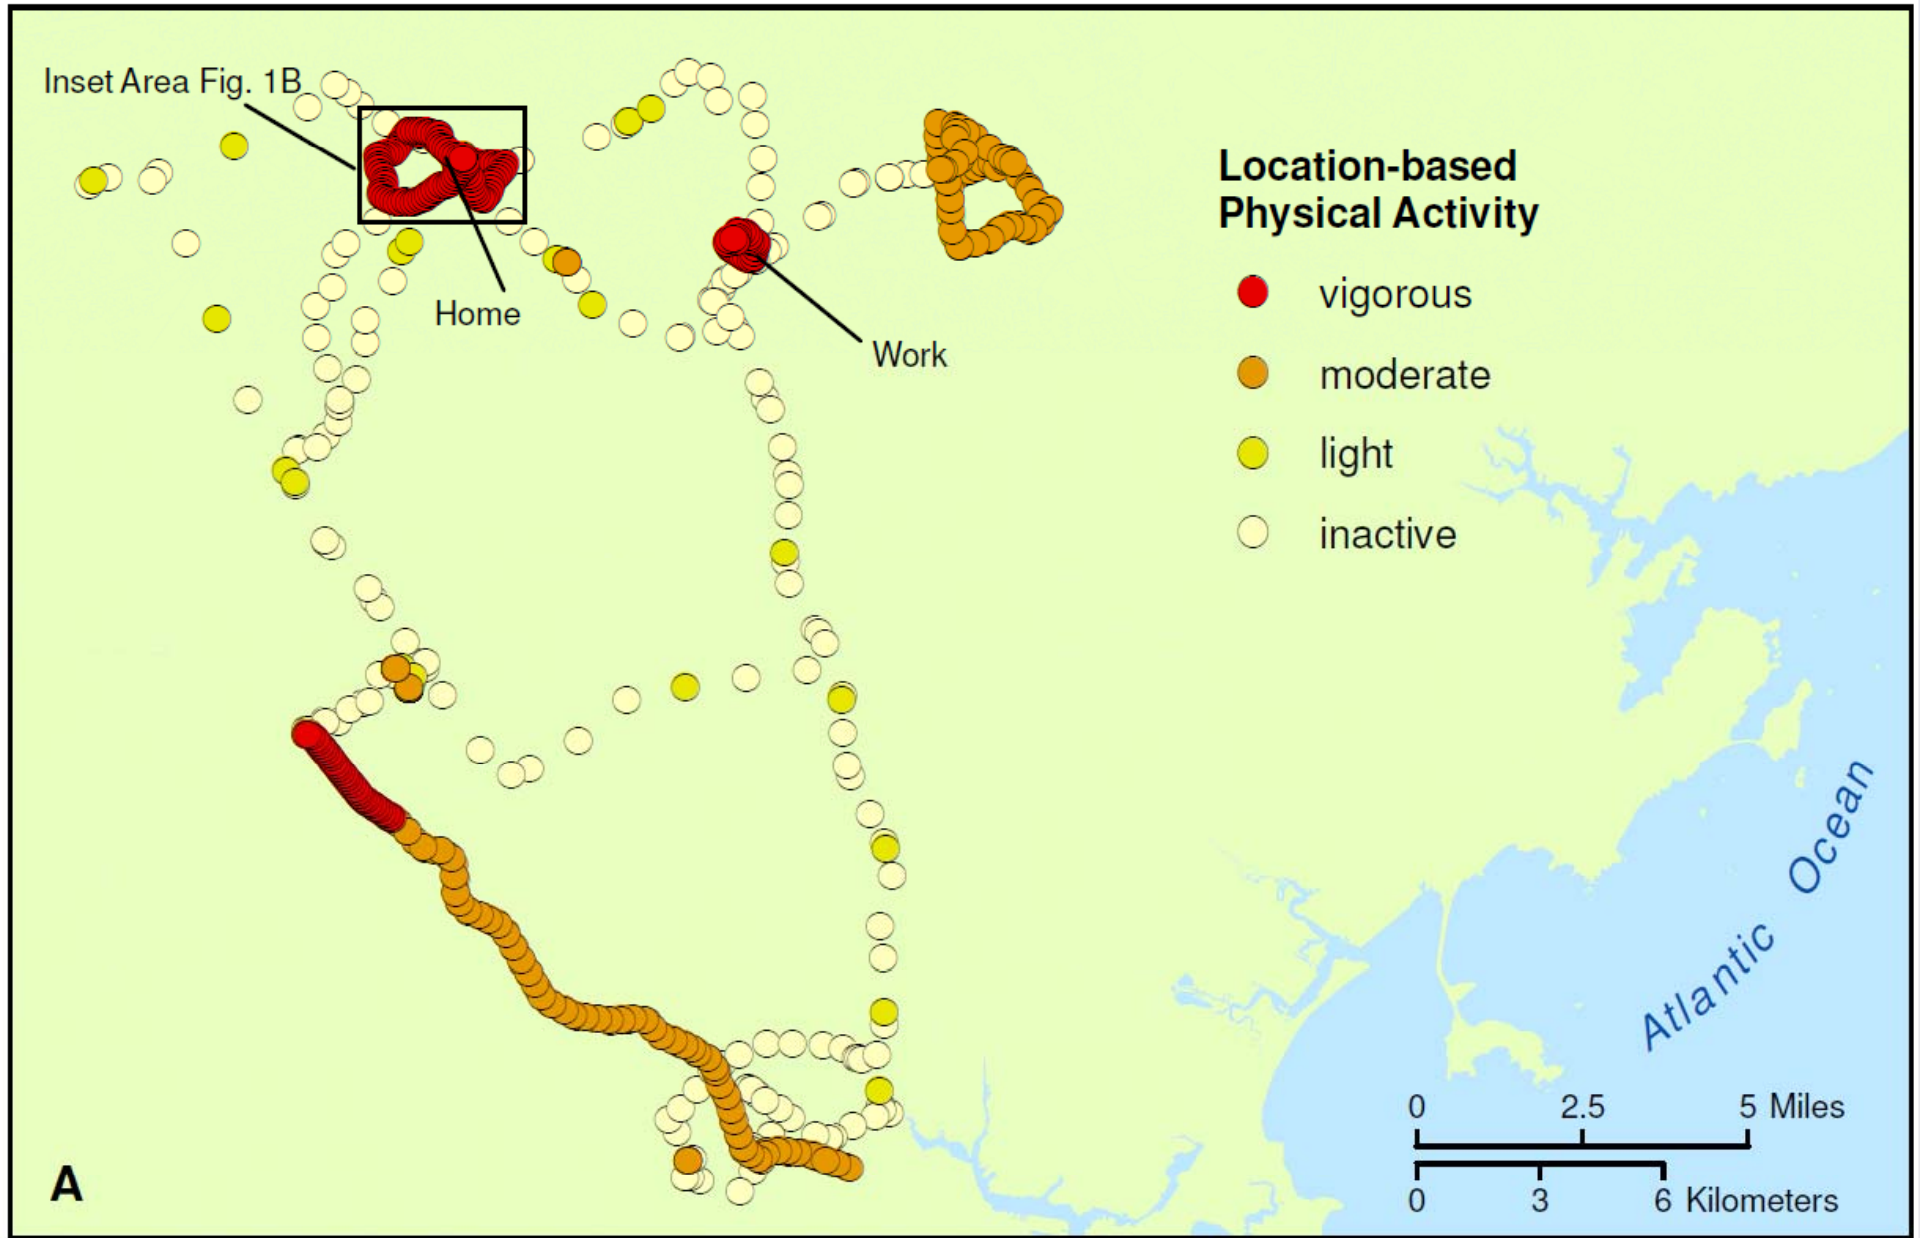 Inset Area Fig. 1B
Home
Work
Location-based
Physical Activity
vigorous
moderate
light
inactive
Atlantic Ocean
0 2.5 5 Miles
0 3 6 Kilometers
A